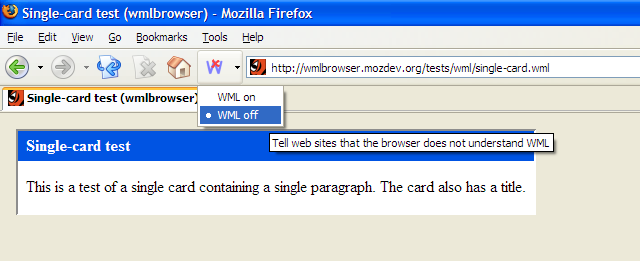 Single-card test (wmlbrowser) - Mozilla Firefox
File Edit View Go Bookmarks Tools Help
http://wmlbrowser.mozdev.org/tests/wml/single-card.wml
Single-card test (wmlbrowser)
WML on
WML off
Tell web sites that the browser does not understand WML
Single-card test
This is a test of a single card containing a single paragraph. The card also has a title.